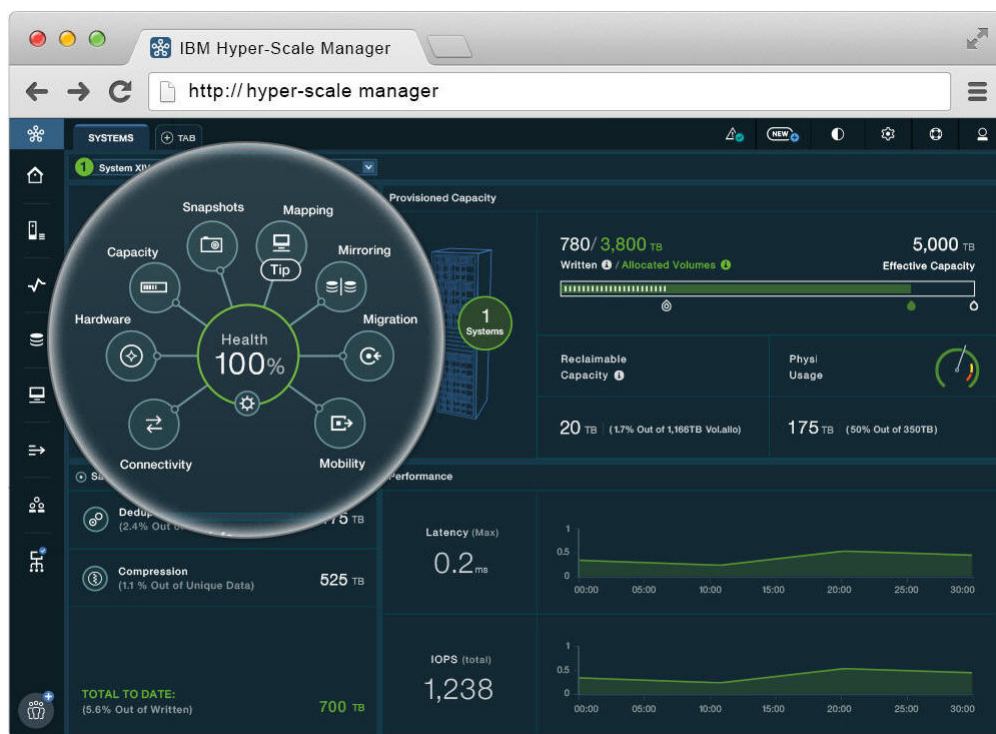 IBM Hyper-Scale Manager
http:// hyper-scale manager
SYSTEMS
TAB
NEW
1
System XIV
Snapshots
Mapping
Tip
Capacity
Mirroring
Hardware
Migration
Health
100%
Connectivity
Mobility
Provisioned Capacity
1
Systems
780/3,800 TB
Written / Allocated Volumes
5,000 TB
Effective Capacity
Reclaimable
Capacity
Physi
Usage
20 TB (1.7% Out of 1,166TB Vol.allo)
175 TB (50% Out of 350TB)
(2.4% Out of
TB
Compression
(1.1 % Out of Unique Data)
525 TB
TOTAL TO DATE:
(5.6% Out of Written)
700 TB
Performance
Latency (Max)
0.2 ms
1
0.5
0
00:00 05:00 10:00 15:00 20:00 25:00 30:00
IOPS (total)
1,238
1
0.5
0
00:00 05:00 10:00 15:00 20:00 25:00 30:00